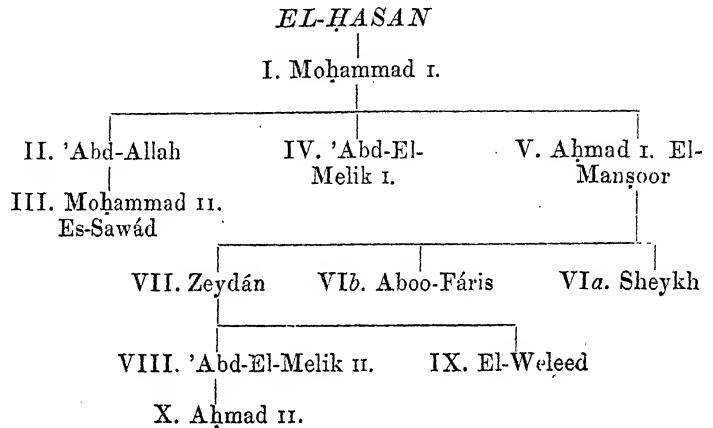 EL-ḤASAN
I. Moḥammad I.
II. 'Abd-Allah IV. 'Abd-El- V. Aḥmad I. El-
Melik I. Manṣoor
III. Moḥammad II.
Es-Sawád
VII. Zeydán VIb. Aboo-Fáris VIa. Sheykh
VIII. 'Abd-El-Melik II. IX. El-Weleed
X. Aḥmad II.